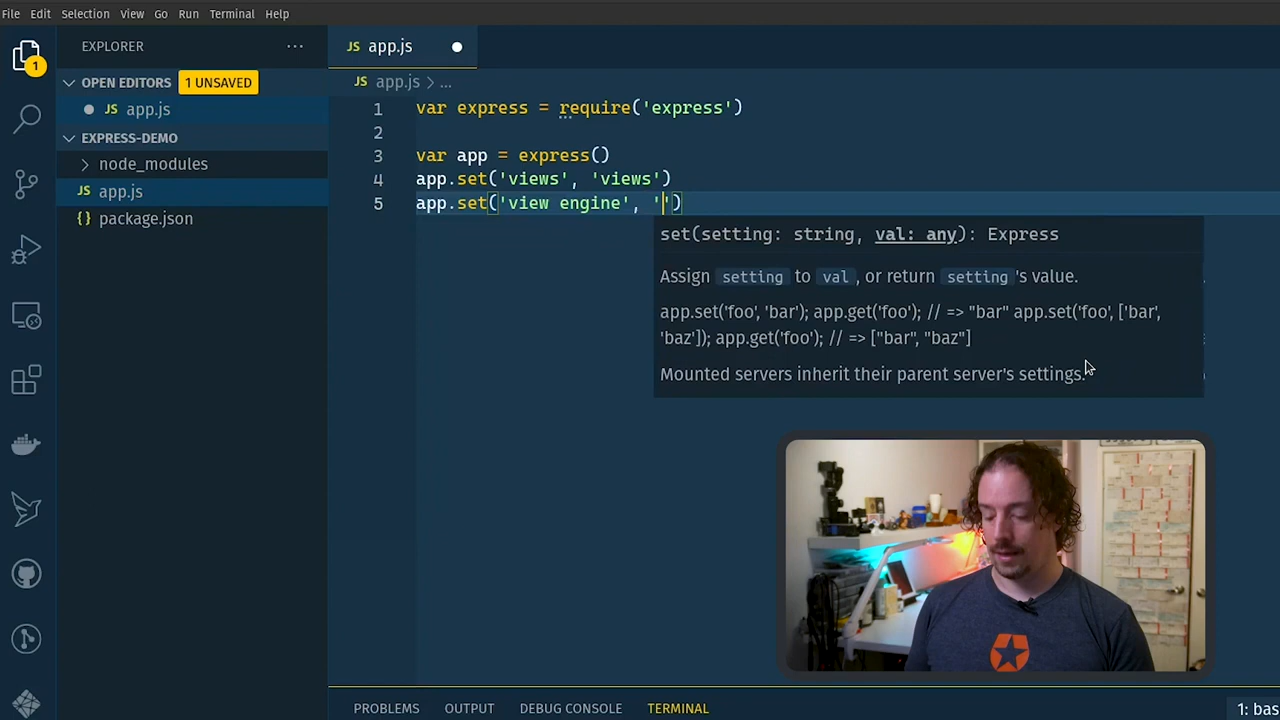 File Edit Selection View Go Run Terminal Help
EXPLORER ...
JS app.js
OPEN EDITORS 1 UNSAVED
JS app.js > ...
JS app.js
1 var express = require('express')
EXPRESS-DEMO
2
node_modules
3 var app = express()
JS app.js
4 app.set('views', 'views')
{} package.json
5 app.set('view engine', '')
set(setting: string, val: any): Express
Assign setting to val, or return setting's value.
app.set('foo', 'bar'); app.get('foo'); // => "bar" app.set('foo', ['bar',
'baz']); app.get('foo'); // => ["bar", "baz"]
Mounted servers inherit their parent server's settings.
1
PROBLEMS OUTPUT DEBUG CONSOLE TERMINAL 1: bas